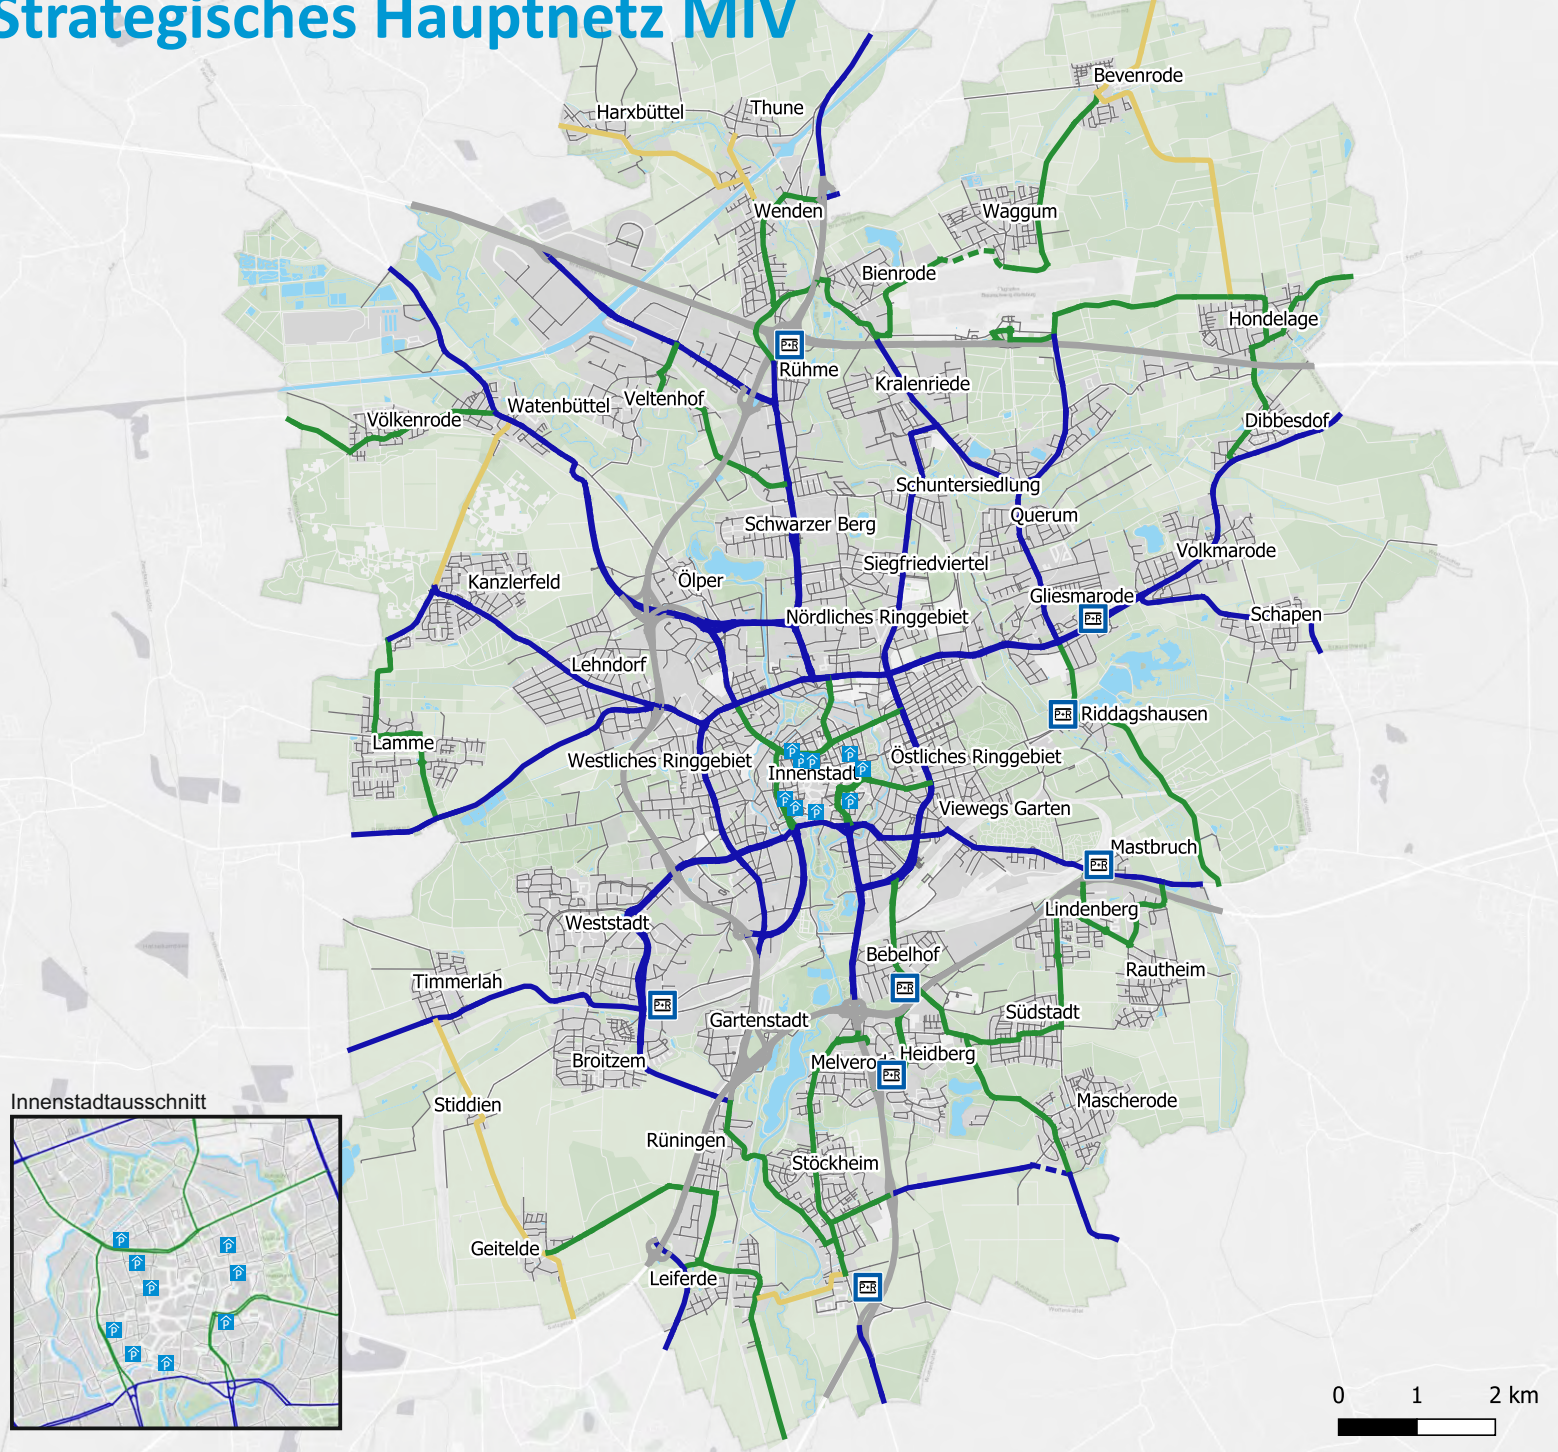 Strategisches Hauptnetz MIV
Bevenrode
Harxbüttel
Thune
Wenden
Waggum
Bienrode
Hondelage
P+R
Rühme
Kralenriede
Veltenhof
Watenbüttel
Völkenrode
Dibbesdorf
Schuntersiedlung
Querum
Schwarzer Berg
Volkmarode
Siegfriedviertel
Kanzlerfeld
Ölper
Gliesmarode
P+R
Nördliches Ringgebiet
Schapen
Lehndorf
P+R
Riddagshausen
Lamme
Westliches Ringgebiet
Östliches Ringgebiet
Innenstadt
Viewegs Garten
Mastbruch
P+R
Lindenberg
Weststadt
Bebelhof
Rautheim
Timmerlah
P+R
P+R
Gartenstadt
Südstadt
Broitzem
Melverode
Heidberg
P+R
Mascherode
Innenstadtausschnitt
Stiddien
Rüningen
Stöckheim
Geitelde
Leiferde
P+R
0 1 2 km